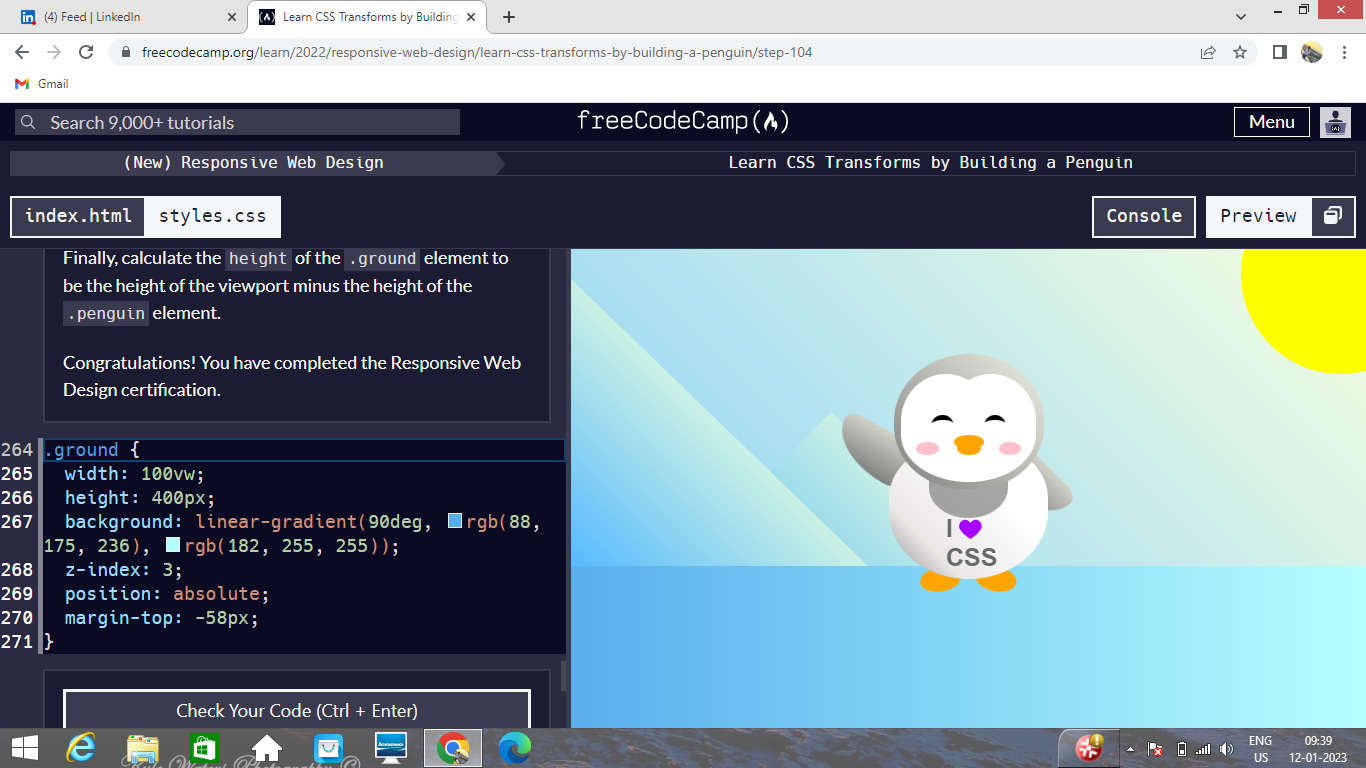 (4) Feed | LinkedIn
Learn CSS Transforms by Building
freecodecamp.org/learn/2022/responsive-web-design/learn-css-transforms-by-building-a-penguin/step-104
Gmail
Search 9,000+ tutorials
freeCodeCamp
Menu
(New) Responsive Web Design
Learn CSS Transforms by Building a Penguin
index.html
styles.css
Console
Preview
Finally, calculate the height of the .ground element to
be the height of the viewport minus the height of the
.penguin element.
Congratulations! You have completed the Responsive Web
Design certification.
264 .ground {
265 width: 100vw;
266 height: 400px;
267 background: linear-gradient(90deg, rgb(88,
175, 236), rgb(182, 255, 255));
268 z-index: 3;
269 position: absolute;
270 margin-top: -58px;
271 }
Check Your Code (Ctrl + Enter)
I
CSS
lenovo
ENG
US
09:39
12-01-2023